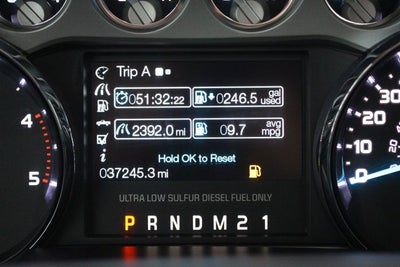 Trip A
051:32:22 0246.5 gal used
2392.0 mi 09.7 avg mpg
Hold OK to Reset
037245.3 mi
ULTRA LOW SULFUR DIESEL FUEL ONLY
P R N D M 2 1
4
5
30
20
10
0